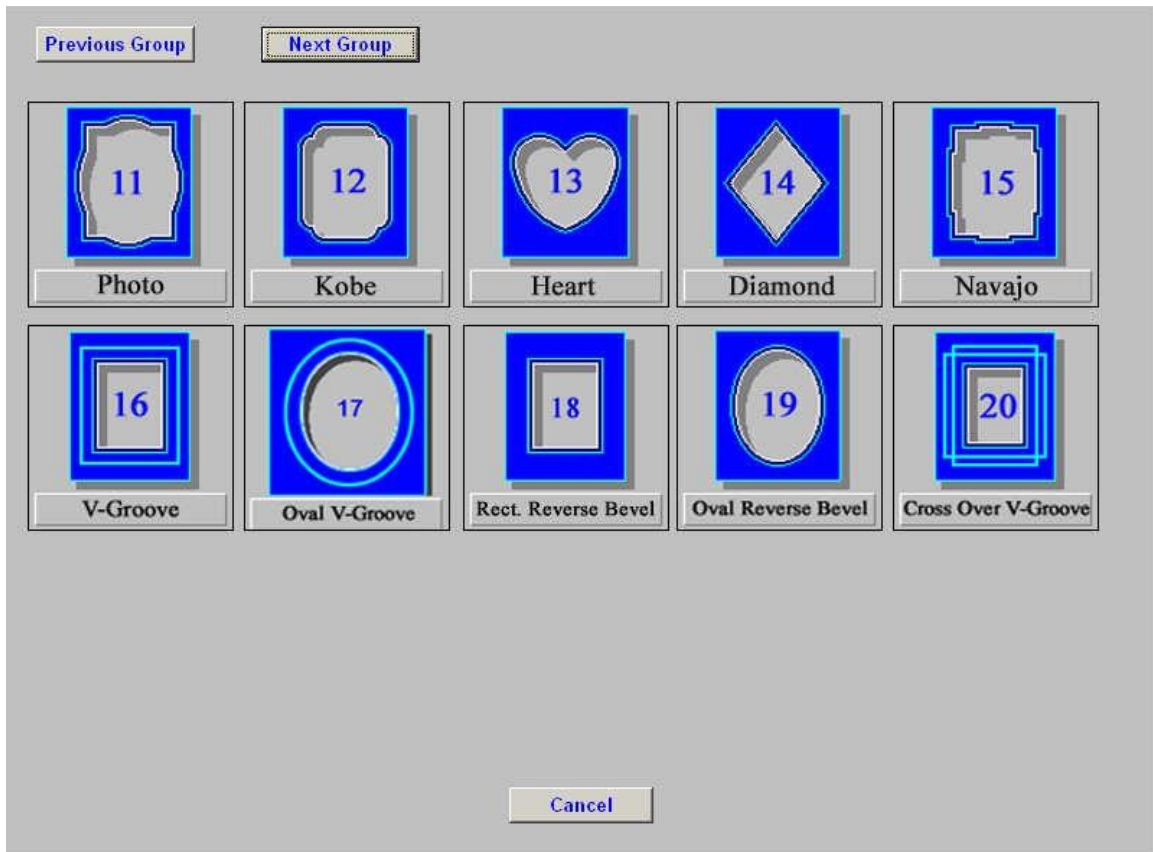 Previous Group Next Group
11 12 13 14 15
Photo Kobe Heart Diamond Navajo
16 17 18 19 20
V-Groove Oval V-Groove Rect. Reverse Bevel Oval Reverse Bevel Cross Over V-Groove
Cancel